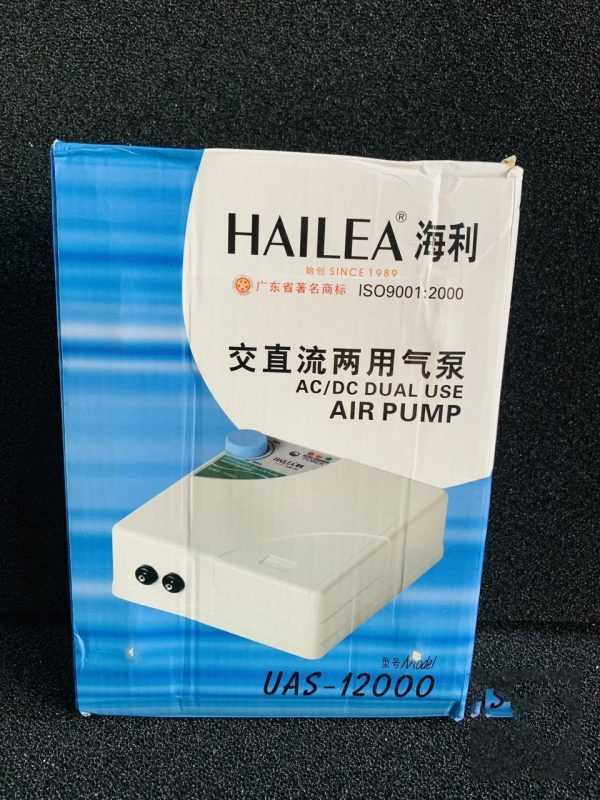 HAILEA® 海利
始创 SINCE 1989
广东省著名商标 ISO9001:2000
交直流两用气泵
AC/DC DUAL USE
AIR PUMP
HAILEA
型号 Model
UAS-12000